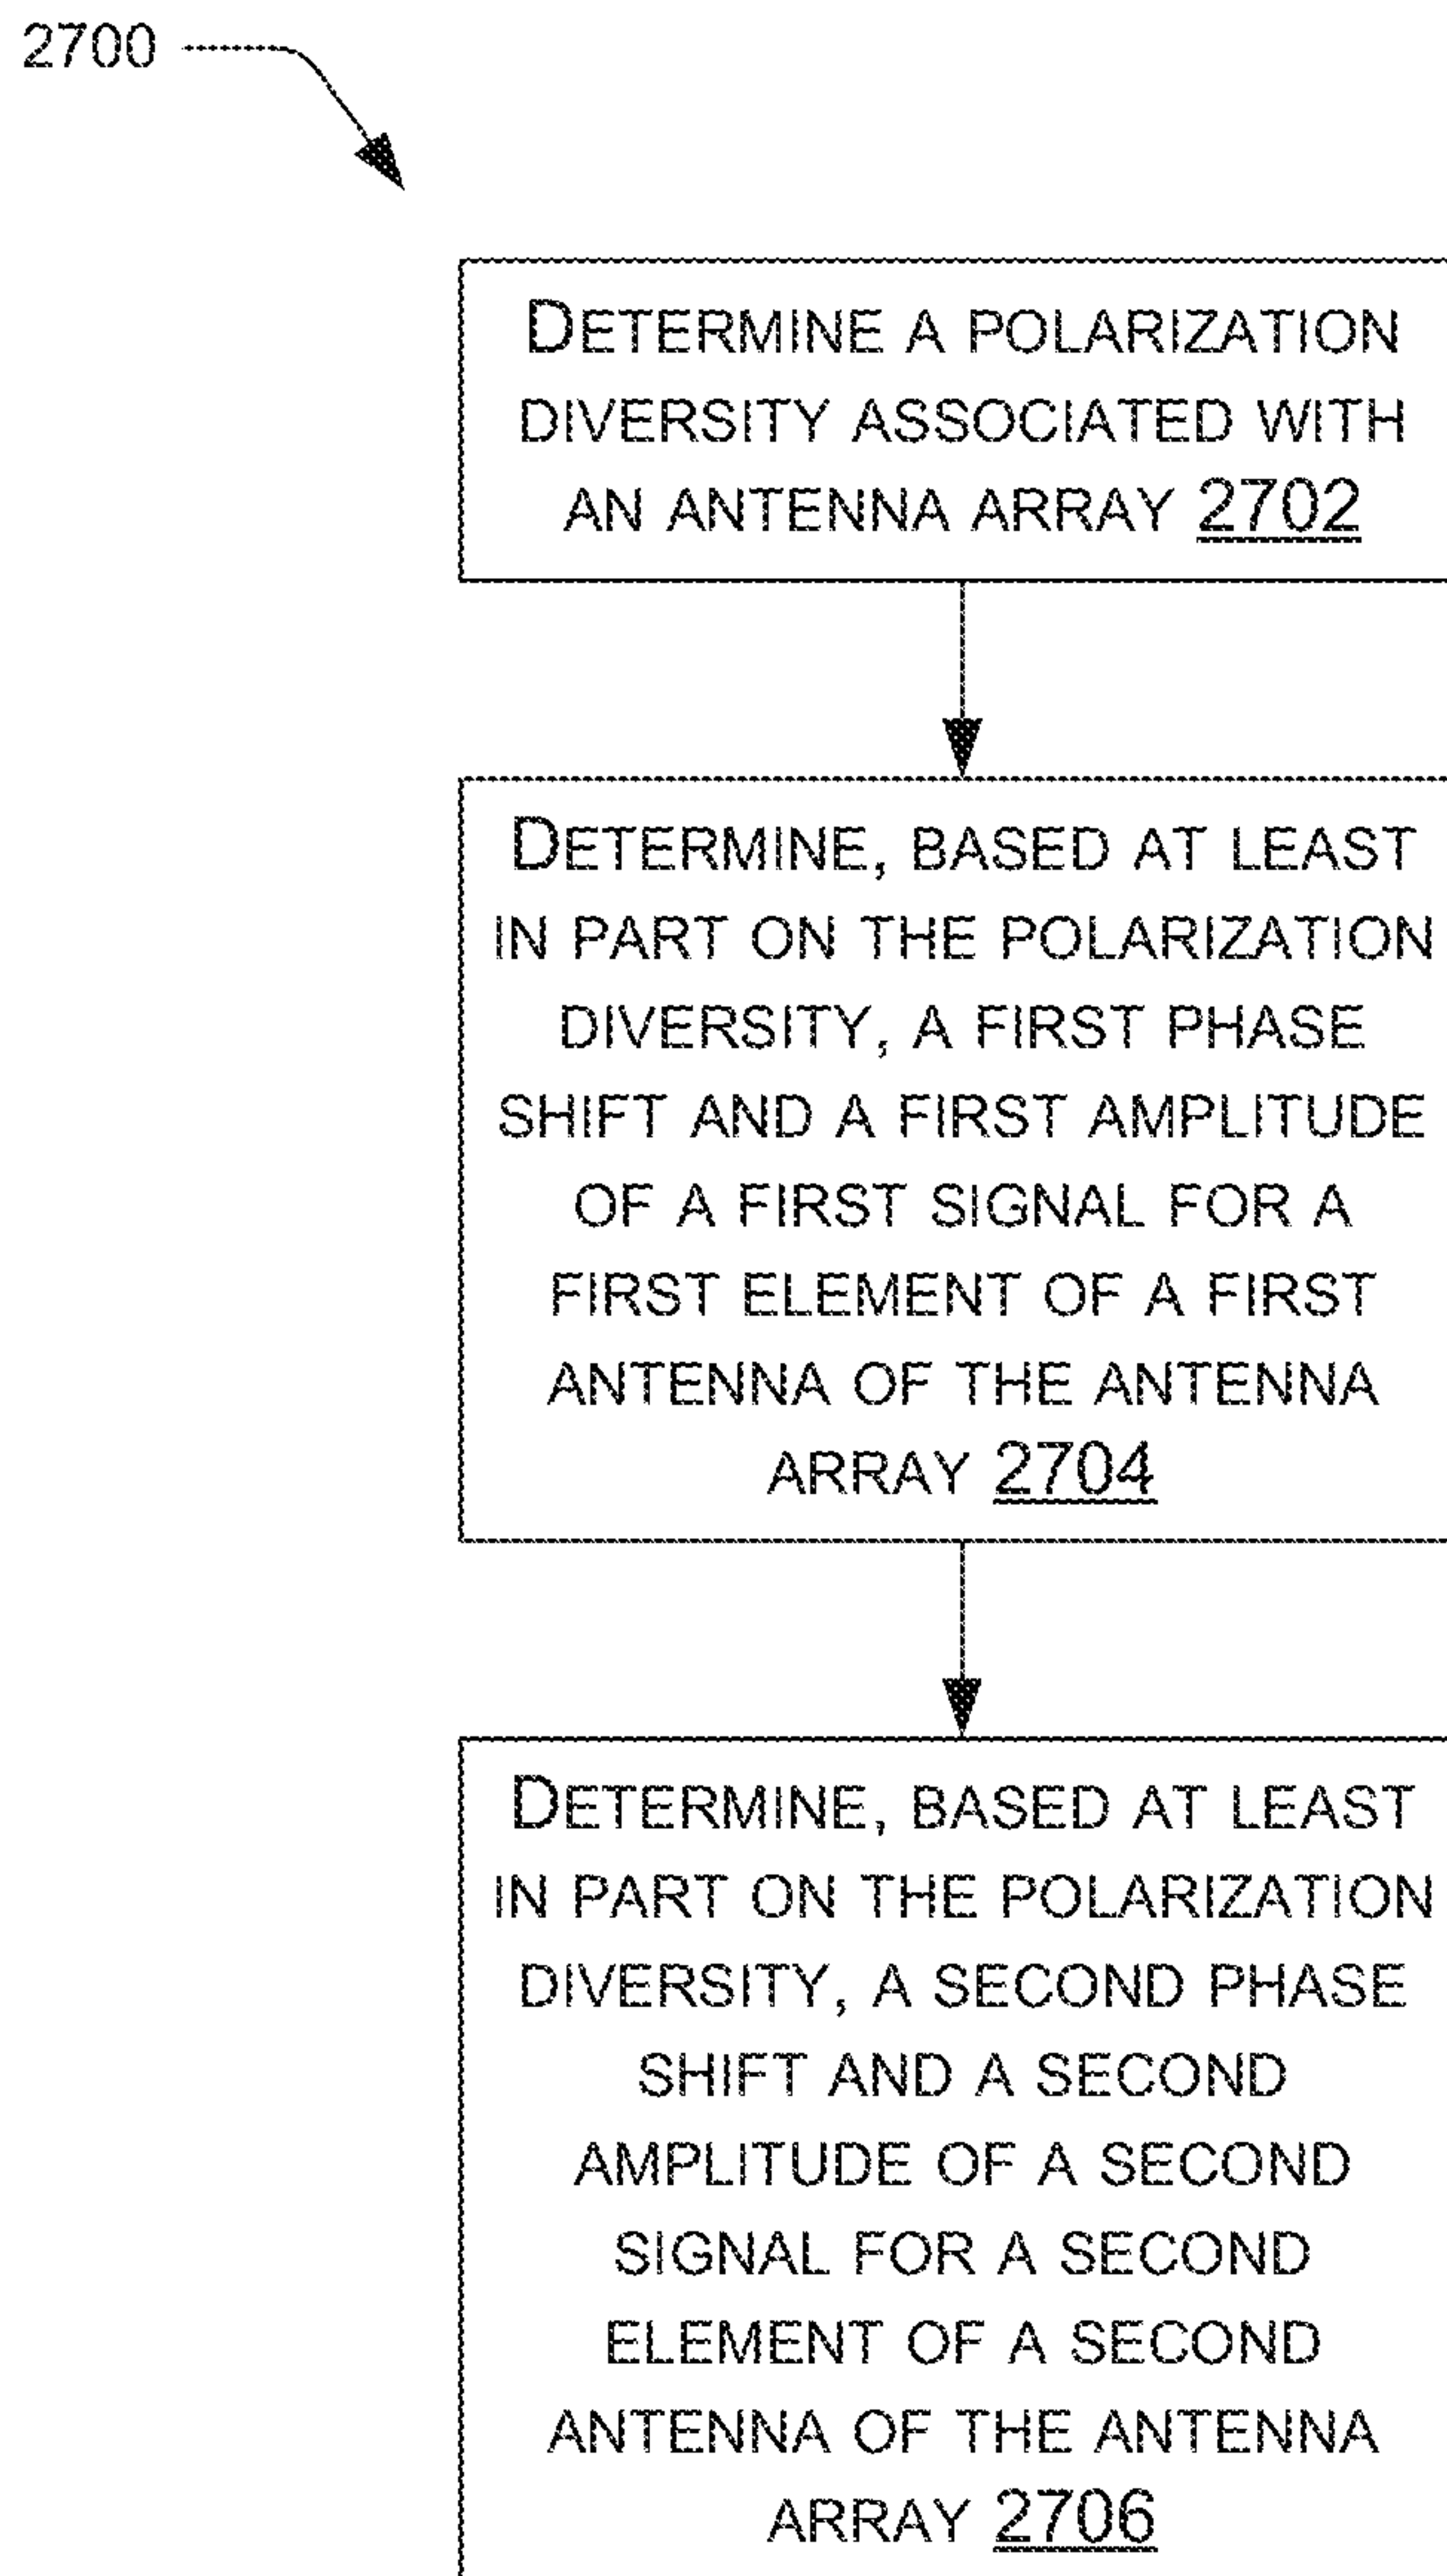 2700
DETERMINE A POLARIZATION
DIVERSITY ASSOCIATED WITH
AN ANTENNA ARRAY 2702
DETERMINE, BASED AT LEAST
IN PART ON THE POLARIZATION
DIVERSITY, A FIRST PHASE
SHIFT AND A FIRST AMPLITUDE
OF A FIRST SIGNAL FOR A
FIRST ELEMENT OF A FIRST
ANTENNA OF THE ANTENNA
ARRAY 2704
DETERMINE, BASED AT LEAST
IN PART ON THE POLARIZATION
DIVERSITY, A SECOND PHASE
SHIFT AND A SECOND
AMPLITUDE OF A SECOND
SIGNAL FOR A SECOND
ELEMENT OF A SECOND
ANTENNA OF THE ANTENNA
ARRAY 2706